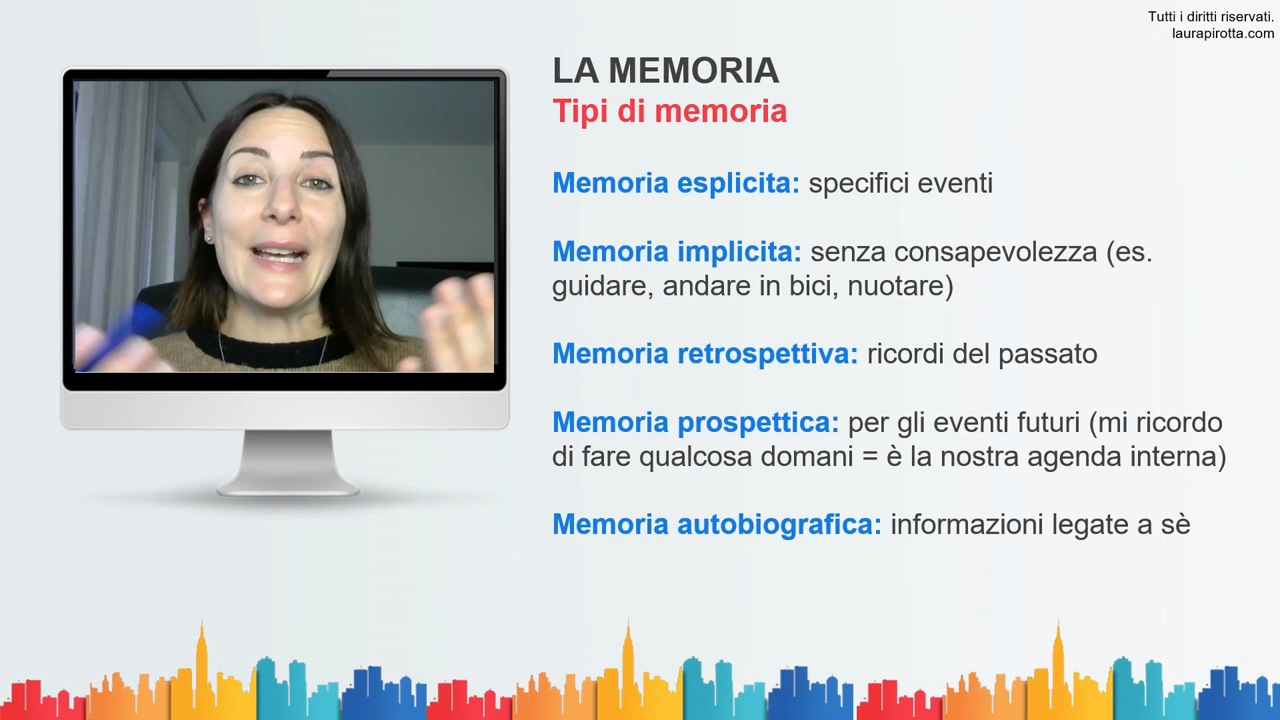 Tutti i diritti riservati.
laurapirotta.com
LA MEMORIA
Tipi di memoria
Memoria esplicita: specifici eventi
Memoria implicita: senza consapevolezza (es.
guidare, andare in bici, nuotare)
Memoria retrospettiva: ricordi del passato
Memoria prospettica: per gli eventi futuri (mi ricordo
di fare qualcosa domani = è la nostra agenda interna)
Memoria autobiografica: informazioni legate a sè